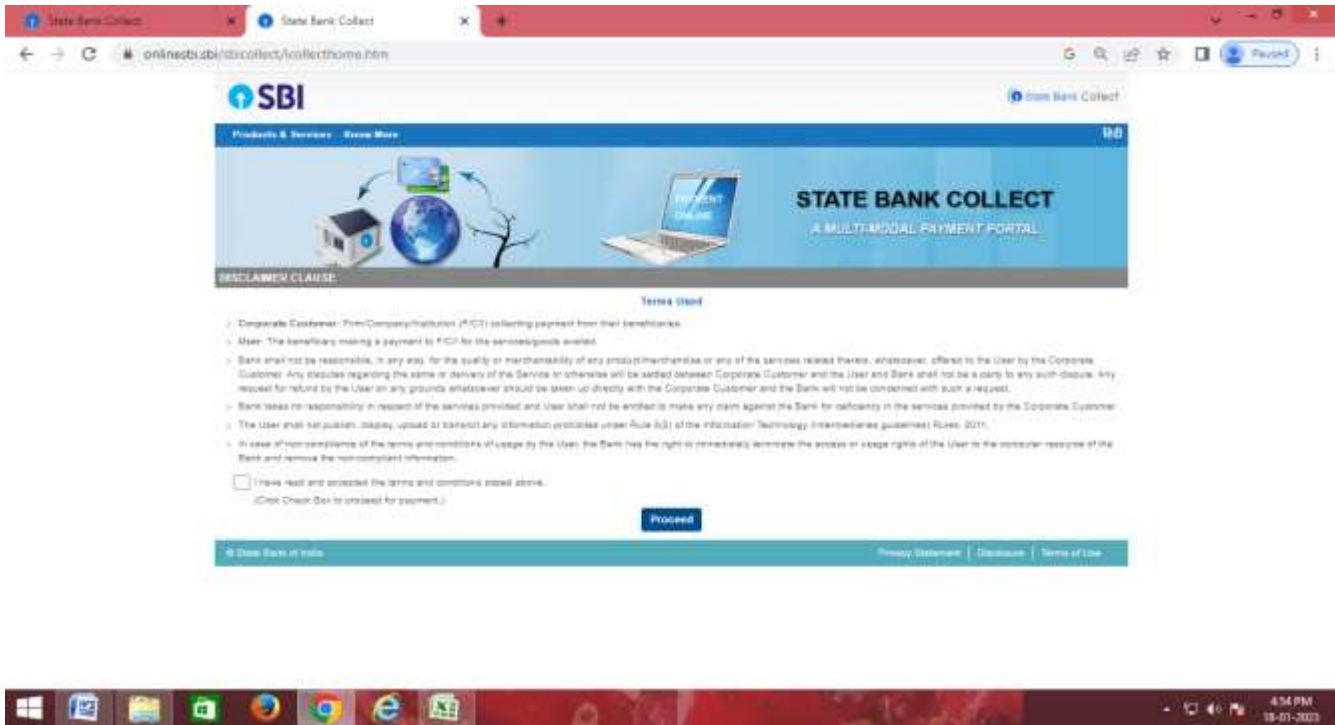 State Bank Collect
State Bank Collect
onlinesbi.sbi/sbicollect/icollecthome.htm
Paused
SBI
State Bank Collect
Products & Services Know More
हिंदी
PAYMENT
ONLINE
STATE BANK COLLECT
A MULTI-MODAL PAYMENT PORTAL
DISCLAIMER CLAUSE
Terms Used
Corporate Customer: Firm/Company/Institution (F/C/I) collecting payment from their beneficiaries.
User: The beneficiary making a payment to F/C/I for the services/goods availed.
Bank shall not be responsible, in any way, for the quality or merchantability of any product/merchandise or any of the services related thereto, whatsoever, offered to the User by the Corporate
Customer. Any disputes regarding the same or delivery of the Service or otherwise will be settled between Corporate Customer and the User and Bank shall not be a party to any such dispute. Any
request for refund by the User on any grounds whatsoever should be taken up directly with the Corporate Customer and the Bank will not be concerned with such a request.
Bank takes no responsibility in respect of the services provided and User shall not be entitled to make any claim against the Bank for deficiency in the services provided by the Corporate Customer
The User shall not publish, display, upload or transmit any information prohibited under Rule 3(2) of the Information Technology (Intermediaries guidelines) Rules, 2011.
In case of non-compliance of the terms and conditions of usage by the User, the Bank has the right to immediately terminate the access or usage rights of the User to the computer resource of the
Bank and remove the non-compliant information.
I have read and accepted the terms and conditions stated above.
(Click Check Box to proceed for payment.)
Proceed
© State Bank of India
Privacy Statement | Disclosure | Terms of Use
4:34 PM
18-01-2023